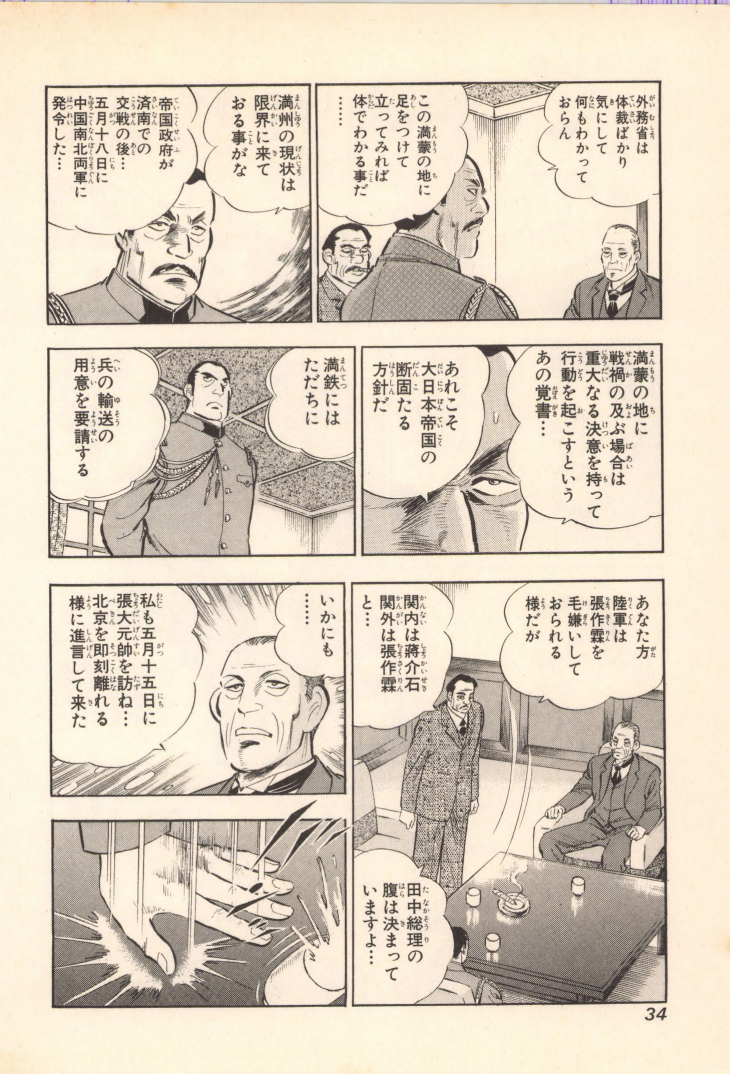 外務省は
体裁ばかり
気にして
何もわかって
おらん
この満蒙の地に
足をつけて
立ってみれば
体でわかる事だ
……
満州の現状は
限界に来て
おる事がな
帝国政府が
済南での
交戦の後…
五月十八日に
中国南北両軍に
発令した…
満蒙の地に
戦禍の及ぶ場合は
重大なる決意を持って
行動を起こすという
あの覚書…
あれこそ
大日本帝国の
断固たる
方針だ
満鉄には
ただちに
兵の輸送の
用意を要請する
あなた方
陸軍は
張作霖を
毛嫌いして
おられる
様だが
関内は蔣介石
関外は張作霖
と…
田中総理の
腹は決まって
いますよ…
いかにも
……
私も五月十五日に
張大元帥を訪ね…
北京を即刻離れる
様に進言して来た
34